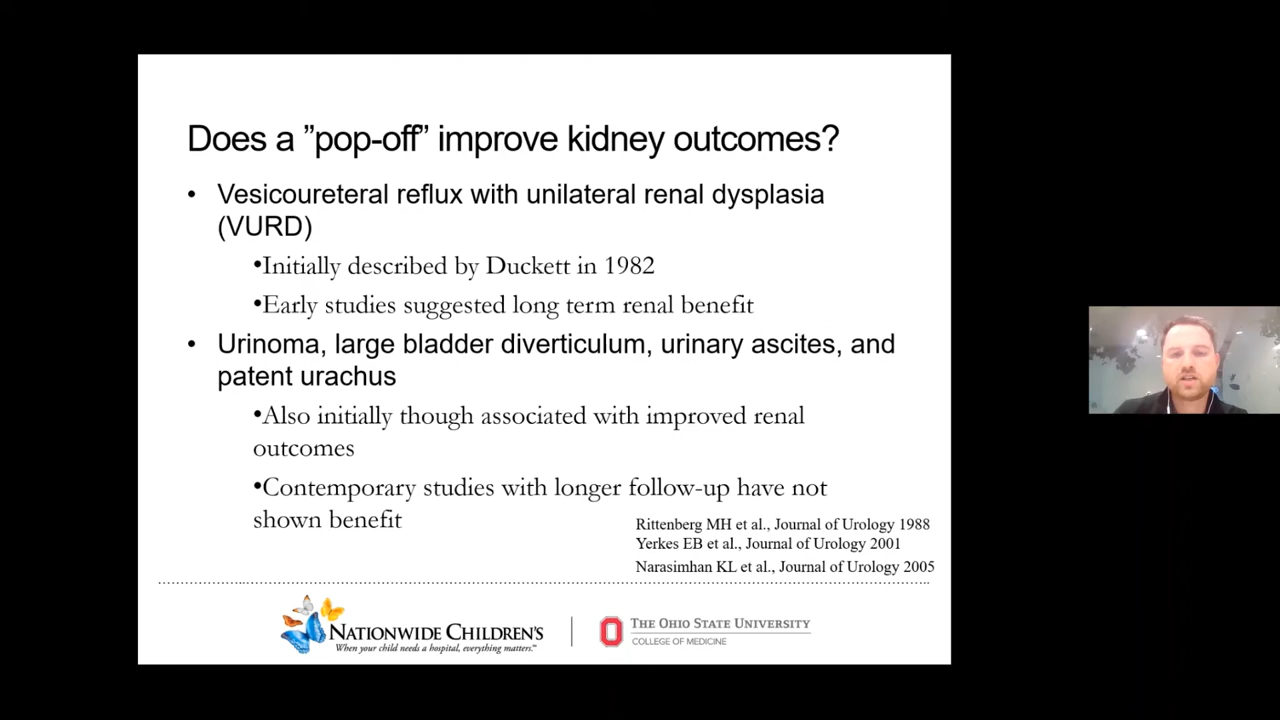 Does a ”pop-off” improve kidney outcomes?
• Vesicoureteral reflux with unilateral renal dysplasia
(VURD)
•Initially described by Duckett in 1982
•Early studies suggested long term renal benefit
• Urinoma, large bladder diverticulum, urinary ascites, and
patent urachus
•Also initially though associated with improved renal
outcomes
•Contemporary studies with longer follow-up have not
shown benefit
Rittenberg MH et al., Journal of Urology 1988
Yerkes EB et al., Journal of Urology 2001
Narasimhan KL et al., Journal of Urology 2005
NATIONWIDE CHILDREN'S
When your child needs a hospital, everything matters.™
THE OHIO STATE UNIVERSITY
COLLEGE OF MEDICINE